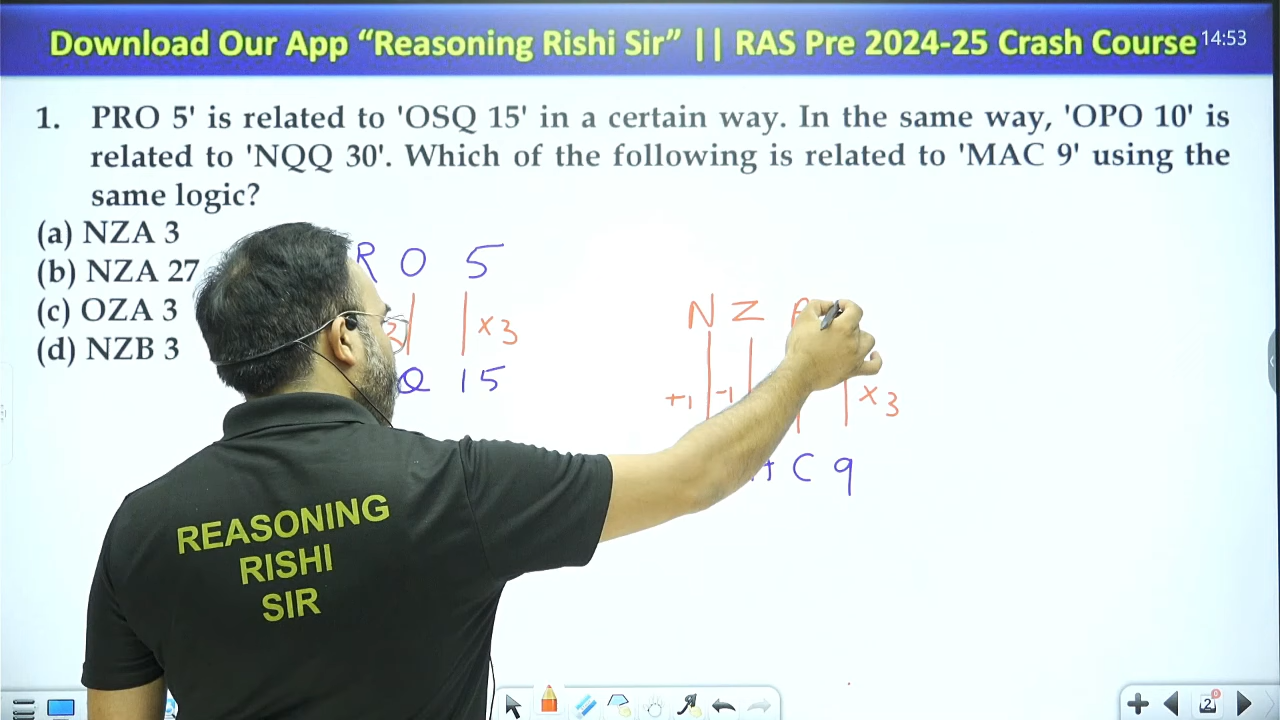 Download Our App “Reasoning Rishi Sir” || RAS Pre 2024-25 Crash Course
14:53
1. PRO 5' is related to 'OSQ 15' in a certain way. In the same way, 'OPO 10' is
related to 'NQQ 30'. Which of the following is related to 'MAC 9' using the
same logic?
(a) NZA 3
(b) NZA 27
(c) OZA 3
(d) NZB 3
R O 5
x 3
Q 15
N Z
+1 -1 x 3
C 9
REASONING
RISHI
SIR
2